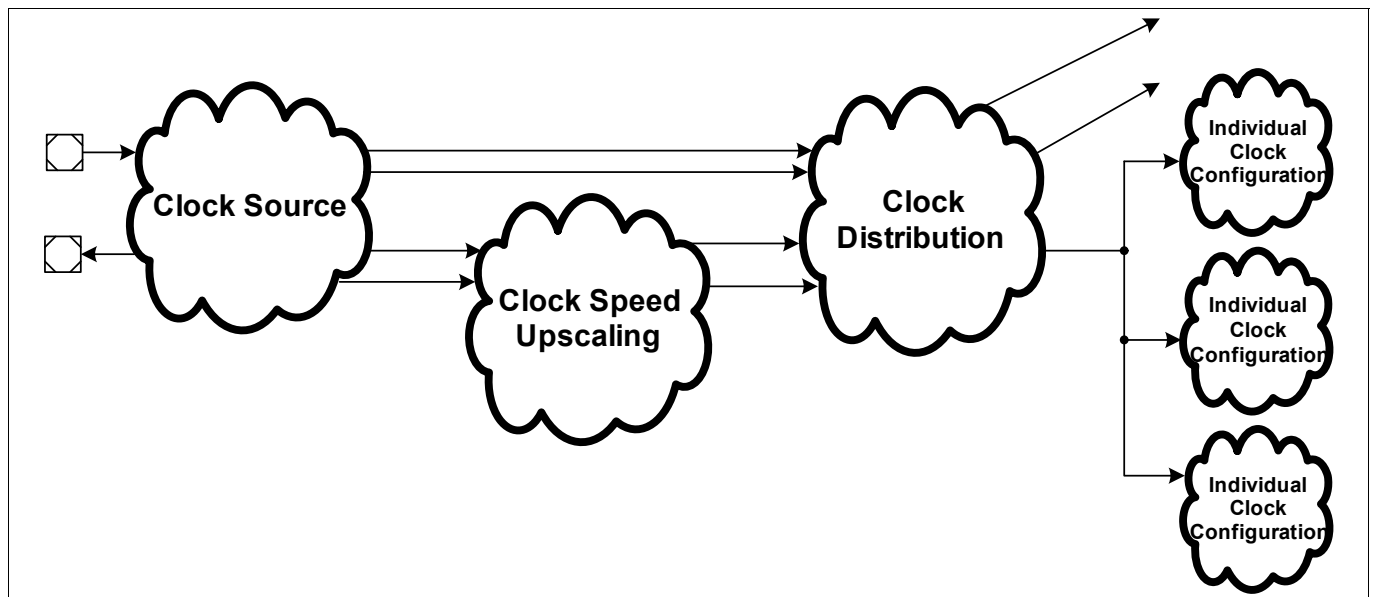 Clock Source
Clock Speed
Upscaling
Clock
Distribution
Individual
Clock
Configuration
Individual
Clock
Configuration
Individual
Clock
Configuration